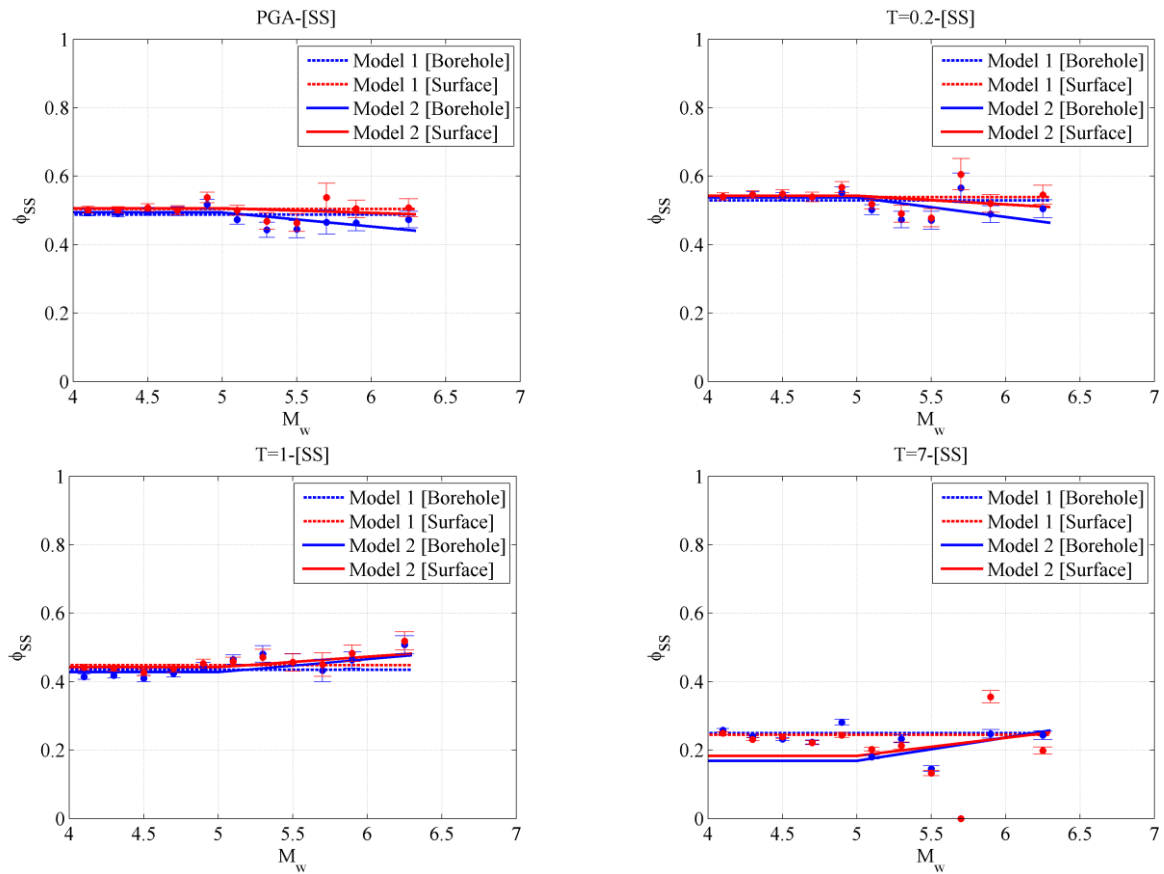 PGA-[SS]
1
0.8
0.6
0.4
0.2
0
ϕSS
4
4.5
5
5.5
6
6.5
7
Mw
Model 1 [Borehole]
Model 1 [Surface]
Model 2 [Borehole]
Model 2 [Surface]
T=0.2-[SS]
1
0.8
0.6
0.4
0.2
0
ϕSS
4
4.5
5
5.5
6
6.5
7
Mw
Model 1 [Borehole]
Model 1 [Surface]
Model 2 [Borehole]
Model 2 [Surface]
T=1-[SS]
1
0.8
0.6
0.4
0.2
0
ϕSS
4
4.5
5
5.5
6
6.5
7
Mw
Model 1 [Borehole]
Model 1 [Surface]
Model 2 [Borehole]
Model 2 [Surface]
T=7-[SS]
1
0.8
0.6
0.4
0.2
0
ϕSS
4
4.5
5
5.5
6
6.5
7
Mw
Model 1 [Borehole]
Model 1 [Surface]
Model 2 [Borehole]
Model 2 [Surface]